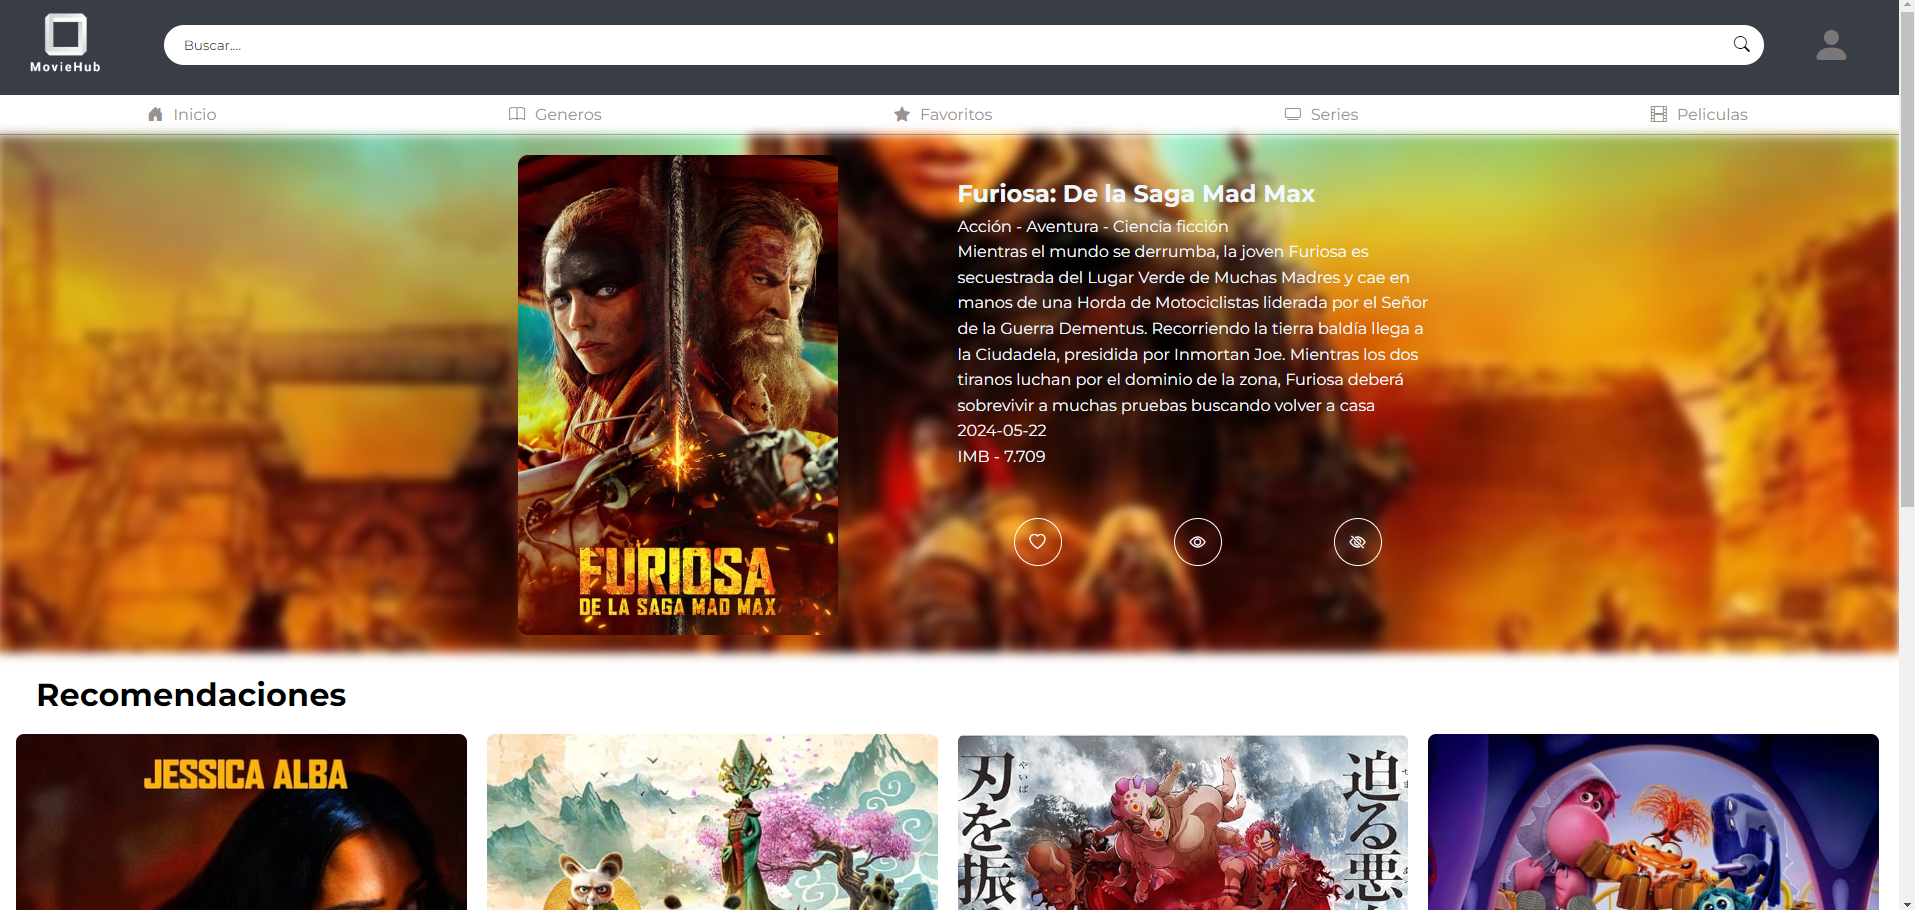 MovieHub
Buscar....
Inicio
Generos
Favoritos
Series
Peliculas
Furiosa: De la Saga Mad Max
Acción - Aventura - Ciencia ficción
Mientras el mundo se derrumba, la joven Furiosa es
secuestrada del Lugar Verde de Muchas Madres y cae en
manos de una Horda de Motociclistas liderada por el Señor
de la Guerra Dementus. Recorriendo la tierra baldía llega a
la Ciudadela, presidida por Inmortan Joe. Mientras los dos
tiranos luchan por el dominio de la zona, Furiosa deberá
sobrevivir a muchas pruebas buscando volver a casa
2024-05-22
IMB - 7.709
FURIOSA
DE LA SAGA MAD MAX
Recomendaciones
JESSICA ALBA
迫る悪
刃を振
やいば